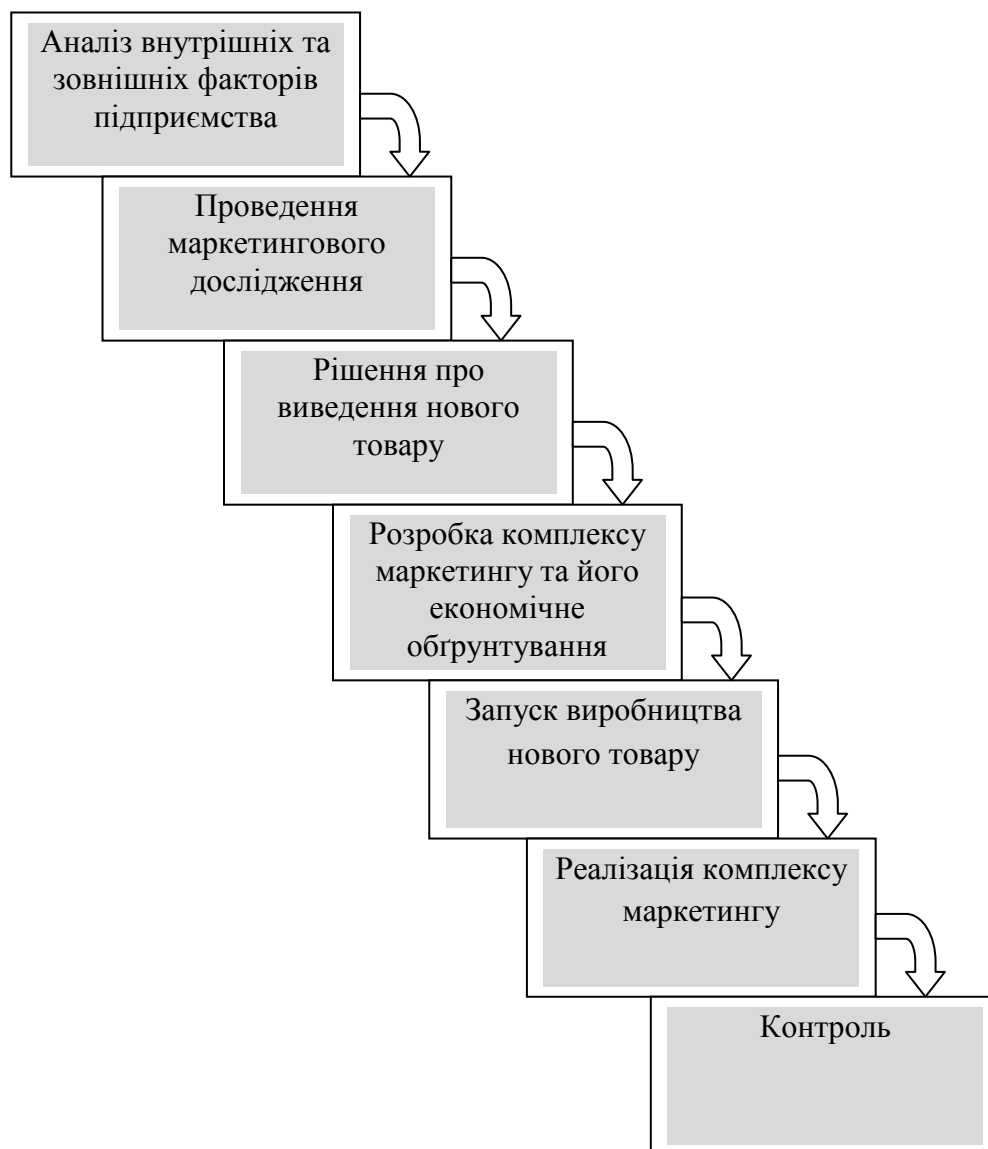 Аналіз внутрішніх та
зовнішніх факторів
підприємства
Проведення
маркетингового
дослідження
Рішення про
виведення нового
товару
Розробка комплексу
маркетингу та його
економічне
обґрунтування
Запуск виробництва
нового товару
Реалізація комплексу
маркетингу
Контроль